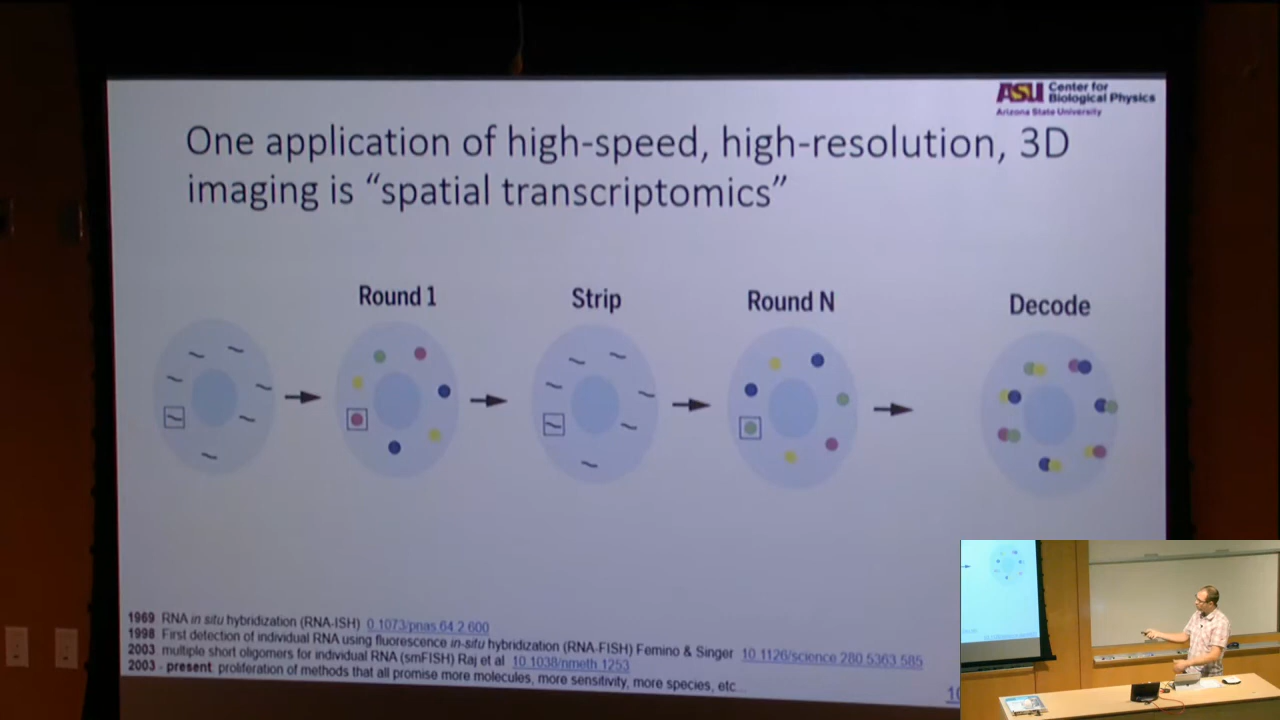 ASU Center for
Biological Physics
Arizona State University
One application of high-speed, high-resolution, 3D
imaging is “spatial transcriptomics”
Round 1
Strip
Round N
Decode
1969 RNA in situ hybridization (RNA-ISH) 0.1073/pnas.64.2.600
1998 First detection of individual RNA using fluorescence in-situ hybridization (RNA-FISH) Femino & Singer 10.1126/science.280.5363.585
2003 multiple short oligomers for individual RNA (smFISH) Raj et al 10.1038/nmeth.1253
2003 - present: proliferation of methods that all promise more molecules, more sensitivity, more species, etc...
10